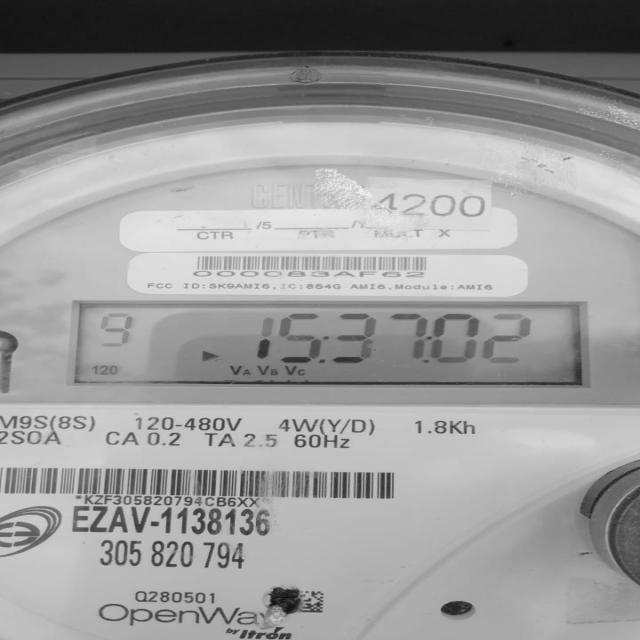 4200
/5
CTR MULT X
000083AF62
FCC ID:SK9AMI6,IC:864G AMI6,Module:AMI6
9 15:37:02
120 VA VB VC
M9S(8S) 120-480V 4W(Y/D) 1.8Kh
2S0A CA 0.2 TA 2.5 60Hz
*KZF305820794CB6XX*
EZAV-1138136
305 820 794
Q280501
OpenWay
by Itron